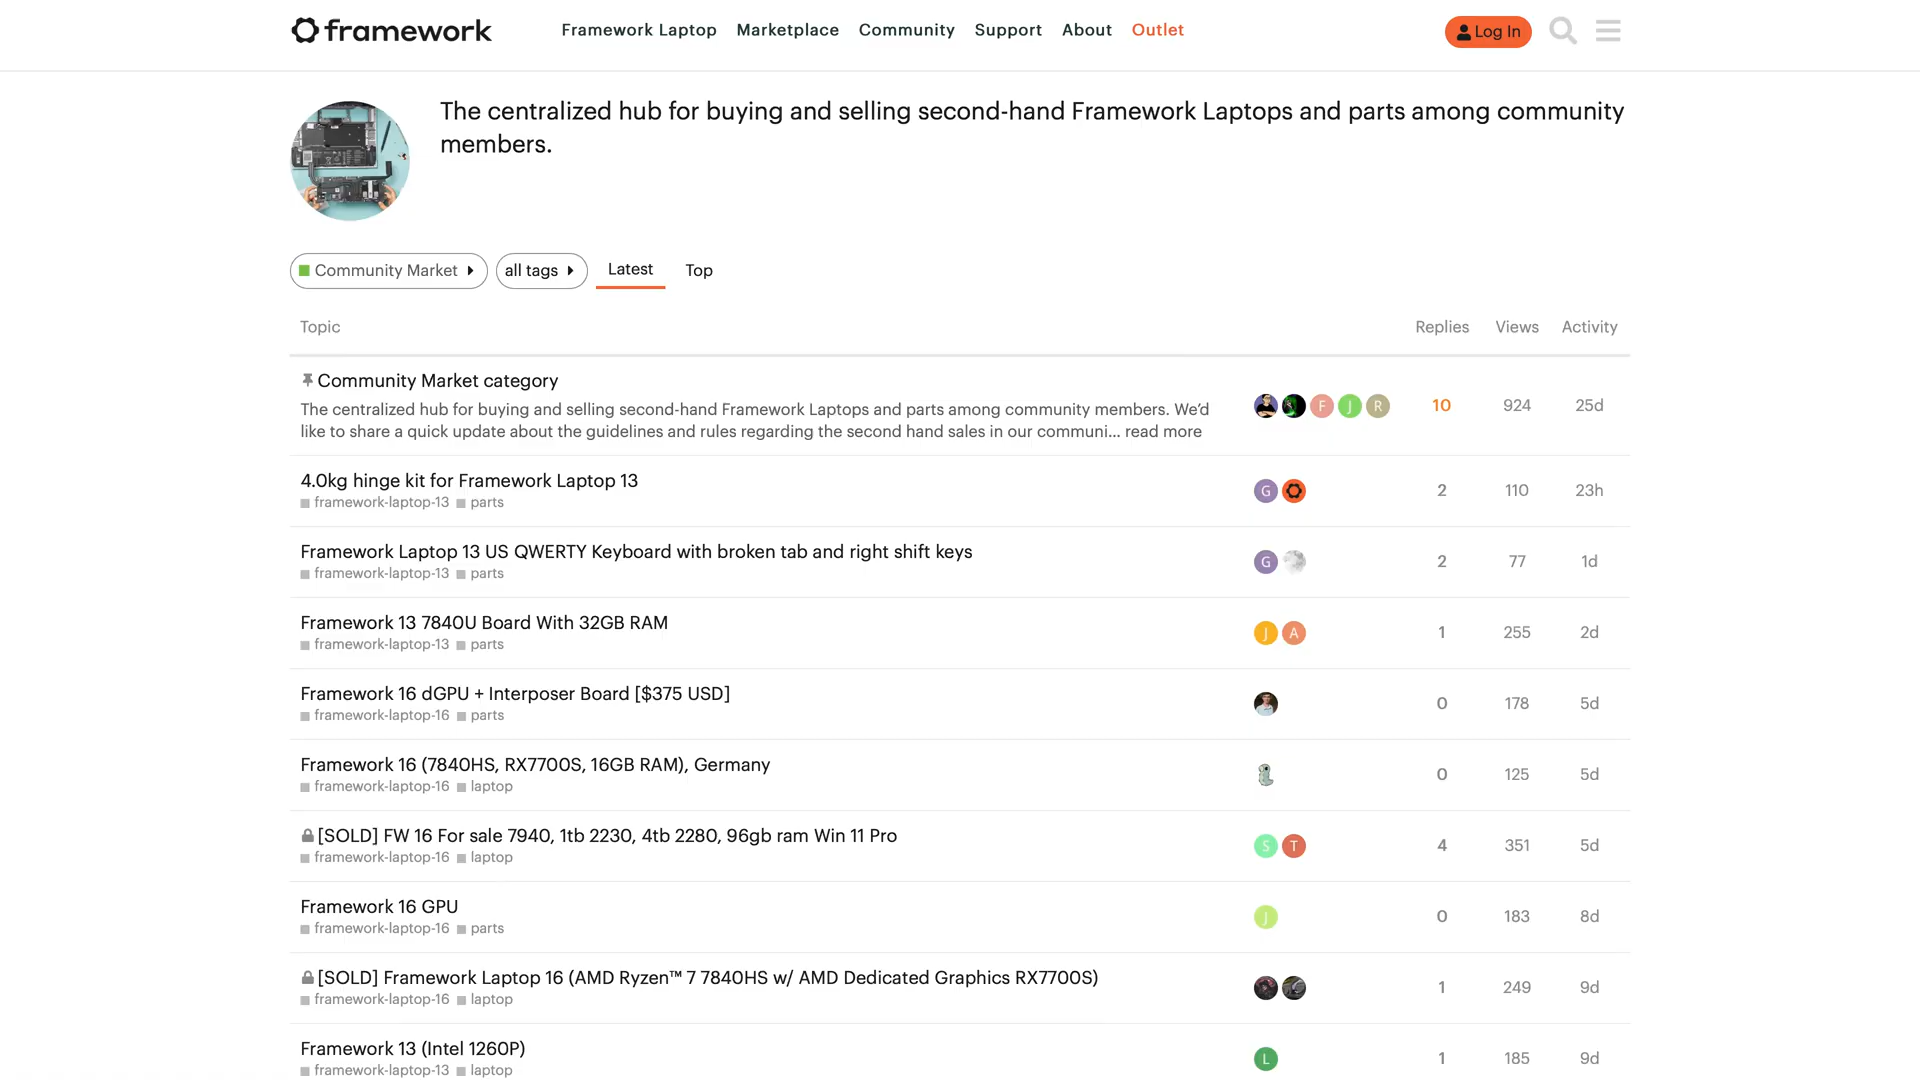 framework
Framework Laptop Marketplace Community Support About Outlet
Log In
The centralized hub for buying and selling second-hand Framework Laptops and parts among community
members.
Community Market all tags Latest Top
Topic Replies Views Activity
Community Market category
The centralized hub for buying and selling second-hand Framework Laptops and parts among community members. We’d
like to share a quick update about the guidelines and rules regarding the second hand sales in our communi... read more
F J R 10 924 25d
4.0kg hinge kit for Framework Laptop 13
framework-laptop-13 parts
G 2 110 23h
Framework Laptop 13 US QWERTY Keyboard with broken tab and right shift keys
framework-laptop-13 parts
G 2 77 1d
Framework 13 7840U Board With 32GB RAM
framework-laptop-13 parts
J A 1 255 2d
Framework 16 dGPU + Interposer Board [$375 USD]
framework-laptop-16 parts
0 178 5d
Framework 16 (7840HS, RX7700S, 16GB RAM), Germany
framework-laptop-16 laptop
0 125 5d
[SOLD] FW 16 For sale 7940, 1tb 2230, 4tb 2280, 96gb ram Win 11 Pro
framework-laptop-16 laptop
S T 4 351 5d
Framework 16 GPU
framework-laptop-16 parts
J 0 183 8d
[SOLD] Framework Laptop 16 (AMD Ryzen™ 7 7840HS w/ AMD Dedicated Graphics RX7700S)
framework-laptop-16 laptop
1 249 9d
Framework 13 (Intel 1260P)
framework-laptop-13 laptop
L 1 185 9d